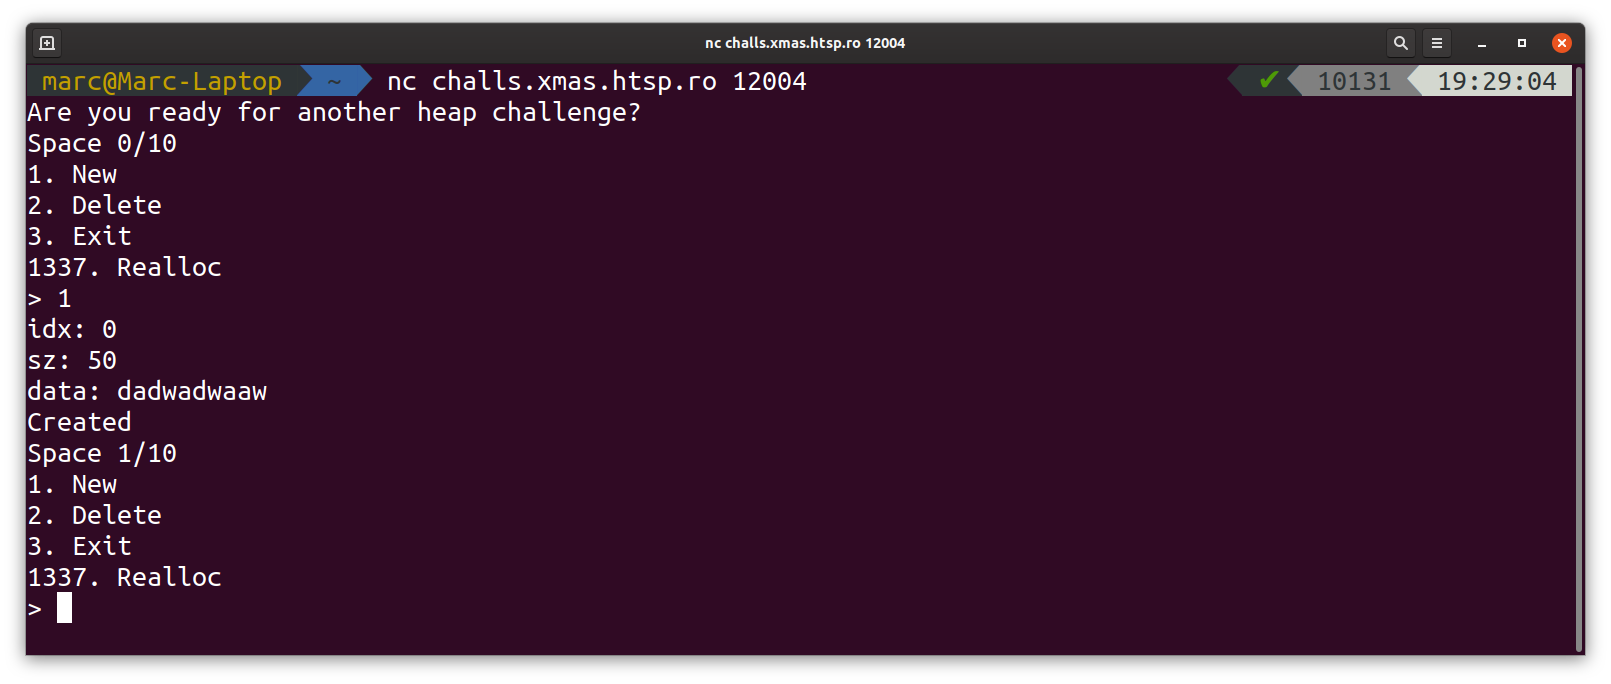 nc challs.xmas.htsp.ro 12004
marc@Marc-Laptop ~ nc challs.xmas.htsp.ro 12004 ✔ 10131 19:29:04
Are you ready for another heap challenge?
Space 0/10
1. New
2. Delete
3. Exit
1337. Realloc
> 1
idx: 0
sz: 50
data: dadwadwaaw
Created
Space 1/10
1. New
2. Delete
3. Exit
1337. Realloc
>